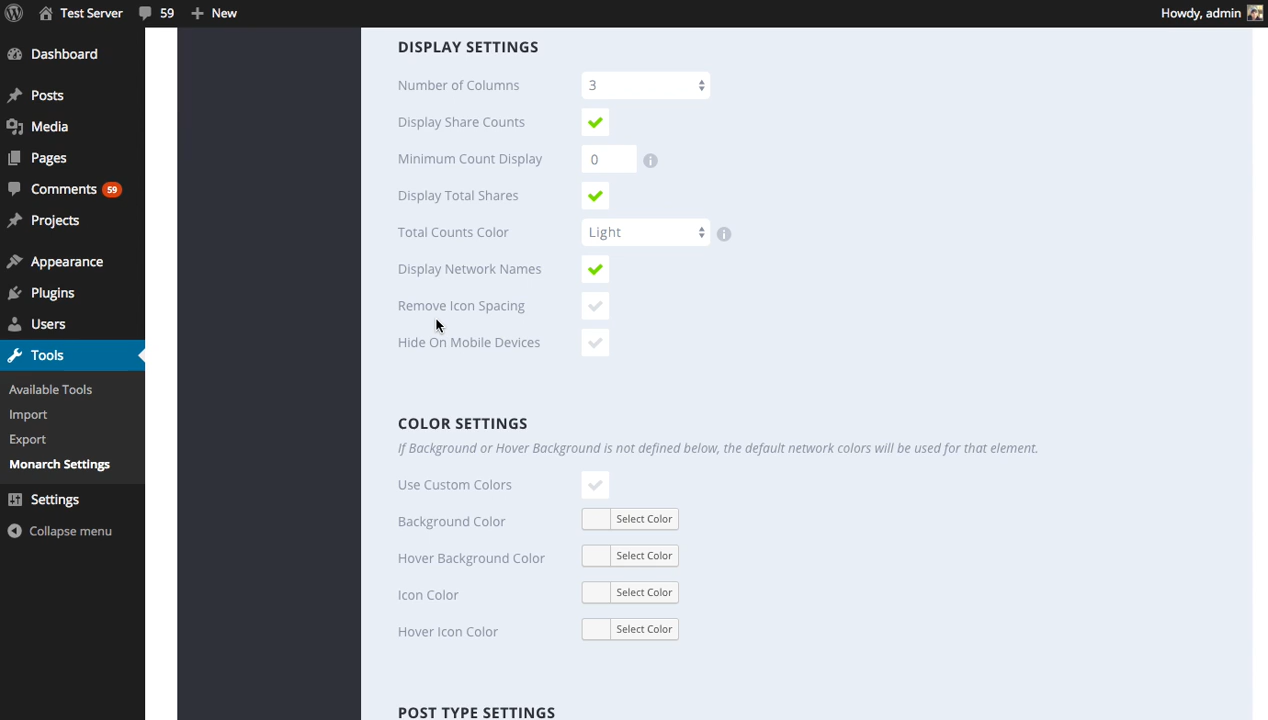 Test Server 59 New Howdy, admin
Dashboard
Posts
Media
Pages
Comments 59
Projects
Appearance
Plugins
Users
Tools
Available Tools
Import
Export
Monarch Settings
Settings
Collapse menu
DISPLAY SETTINGS
Number of Columns 3
Display Share Counts
Minimum Count Display 0
Display Total Shares
Total Counts Color Light
Display Network Names
Remove Icon Spacing
Hide On Mobile Devices
COLOR SETTINGS
If Background or Hover Background is not defined below, the default network colors will be used for that element.
Use Custom Colors
Background Color Select Color
Hover Background Color Select Color
Icon Color Select Color
Hover Icon Color Select Color
POST TYPE SETTINGS